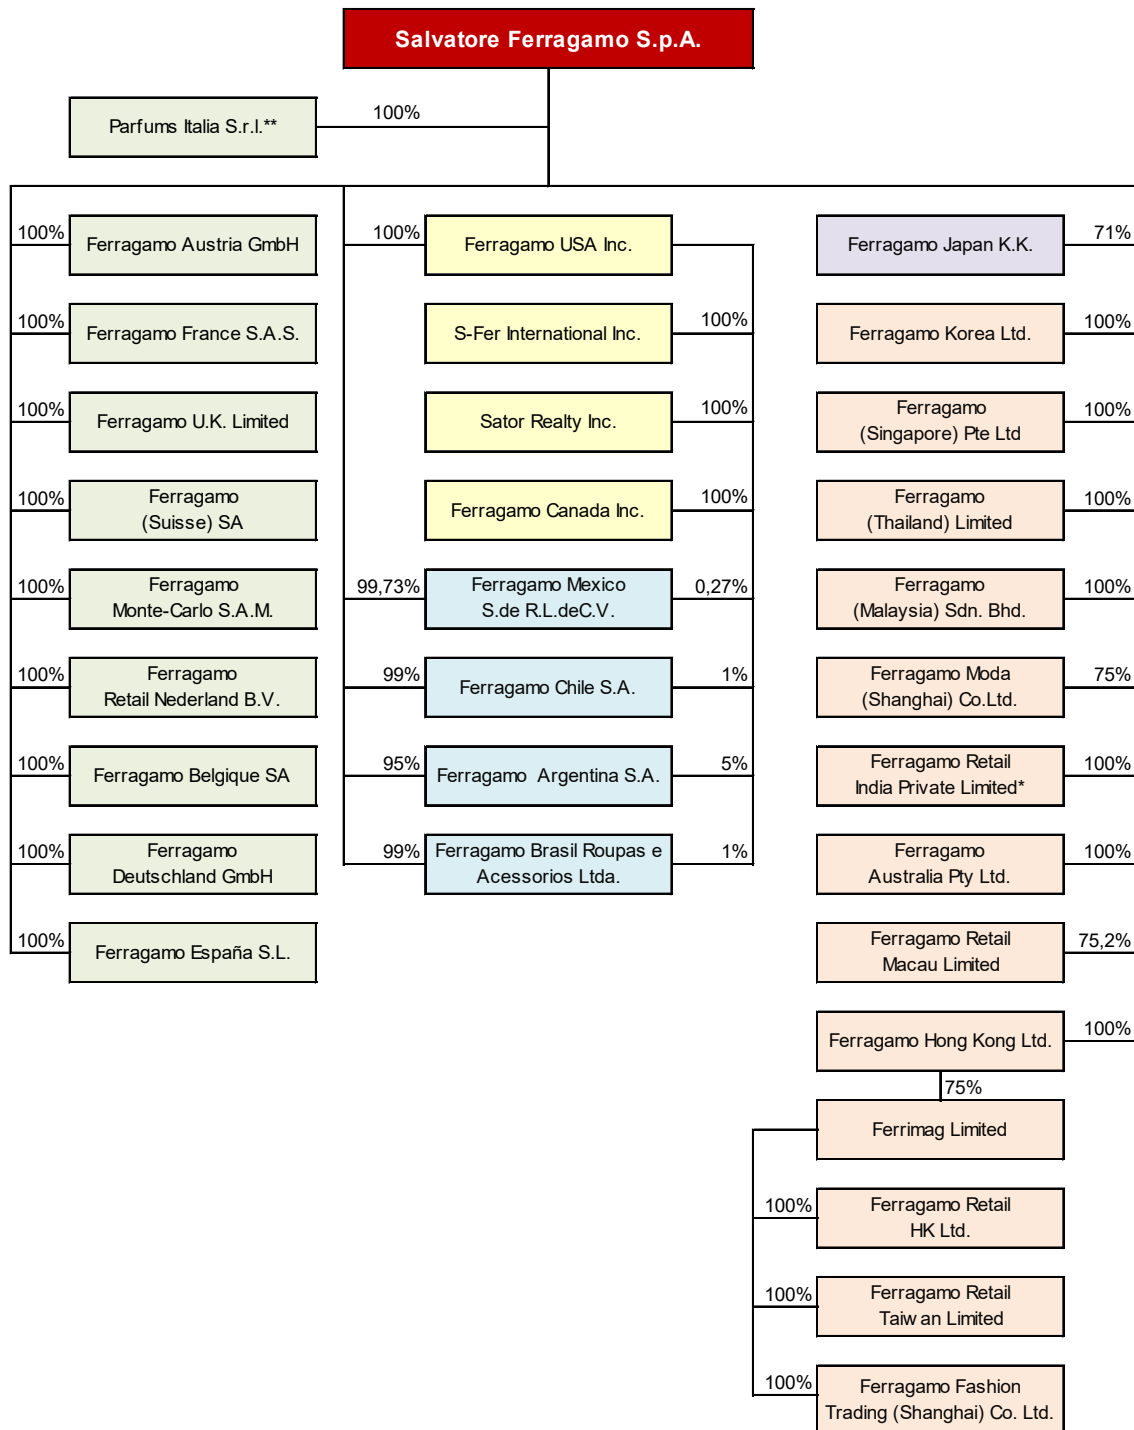 Salvatore Ferragamo S.p.A.
Parfums Italia S.r.l.**
100%
100%
Ferragamo Austria GmbH
100%
Ferragamo USA Inc.
Ferragamo Japan K.K.
71%
100%
Ferragamo France S.A.S.
S-Fer International Inc.
100%
Ferragamo Korea Ltd.
100%
100%
Ferragamo U.K. Limited
Sator Realty Inc.
100%
Ferragamo
(Singapore) Pte Ltd
100%
100%
Ferragamo
(Suisse) SA
Ferragamo Canada Inc.
100%
Ferragamo
(Thailand) Limited
100%
100%
Ferragamo
Monte-Carlo S.A.M.
99,73%
Ferragamo Mexico
S.de R.L.deC.V.
0,27%
Ferragamo
(Malaysia) Sdn. Bhd.
100%
100%
Ferragamo
Retail Nederland B.V.
99%
Ferragamo Chile S.A.
1%
Ferragamo Moda
(Shanghai) Co.Ltd.
75%
100%
Ferragamo Belgique SA
95%
Ferragamo Argentina S.A.
5%
Ferragamo Retail
India Private Limited*
100%
100%
Ferragamo
Deutschland GmbH
99%
Ferragamo Brasil Roupas e
Acessorios Ltda.
1%
Ferragamo
Australia Pty Ltd.
100%
100%
Ferragamo España S.L.
Ferragamo Retail
Macau Limited
75,2%
Ferragamo Hong Kong Ltd.
100%
75%
Ferrimag Limited
100%
Ferragamo Retail
HK Ltd.
100%
Ferragamo Retail
Taiwan Limited
100%
Ferragamo Fashion
Trading (Shanghai) Co. Ltd.